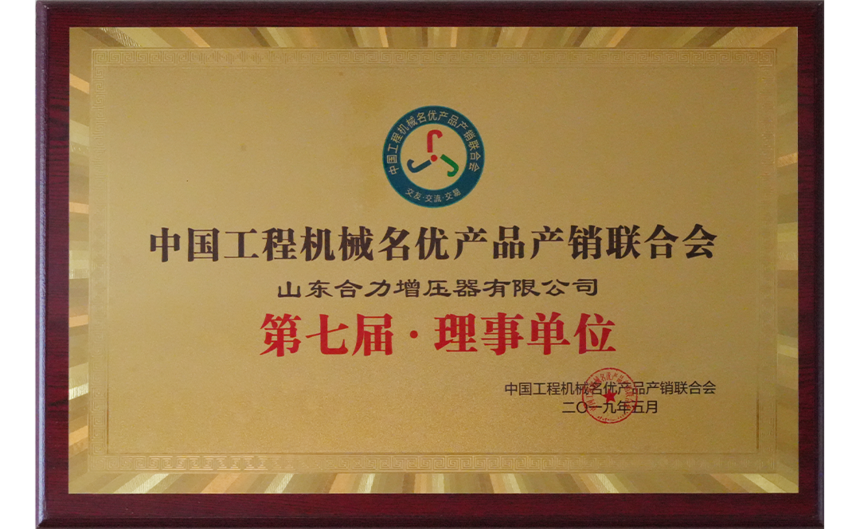 中国工程机械名优产品产销联合会
交友·交流·交易
中国工程机械名优产品产销联合会
山东合力增压器有限公司
第七届·理事单位
中国工程机械名优产品产销联合会
二〇一九年五月